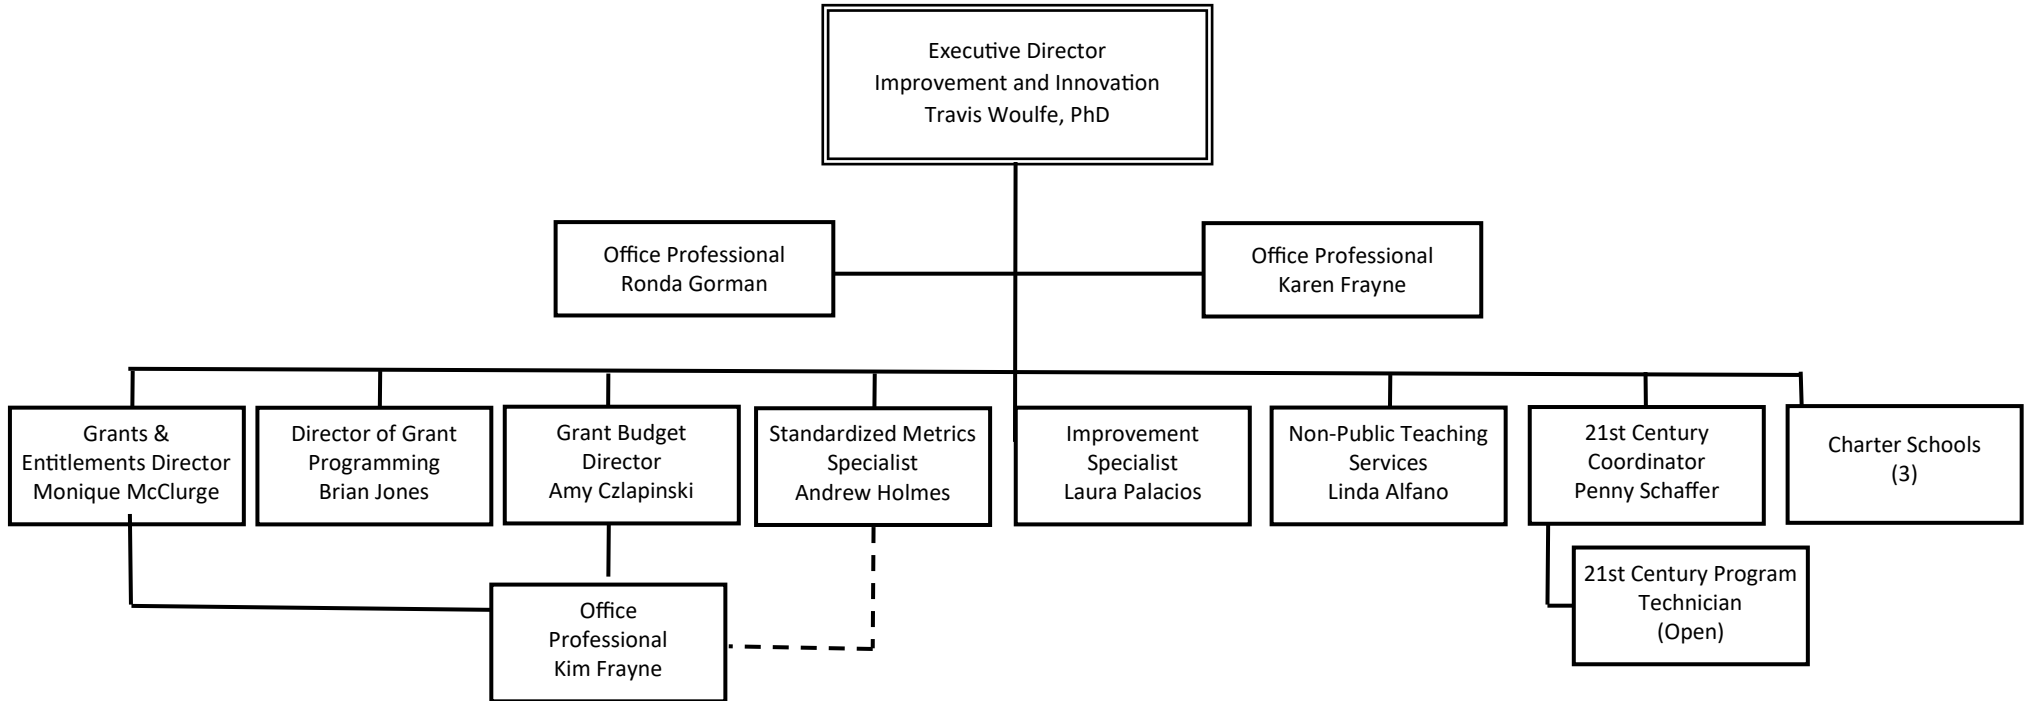 Executive Director
Improvement and Innovation
Travis Woulfe, PhD
Office Professional
Ronda Gorman
Office Professional
Karen Frayne
Grants &
Entitlements Director
Monique McClurge
Director of Grant
Programming
Brian Jones
Grant Budget
Director
Amy Czlapinski
Standardized Metrics
Specialist
Andrew Holmes
Improvement
Specialist
Laura Palacios
Non-Public Teaching
Services
Linda Alfano
21st Century
Coordinator
Penny Schaffer
Charter Schools
(3)
Office
Professional
Kim Frayne
21st Century Program
Technician
(Open)